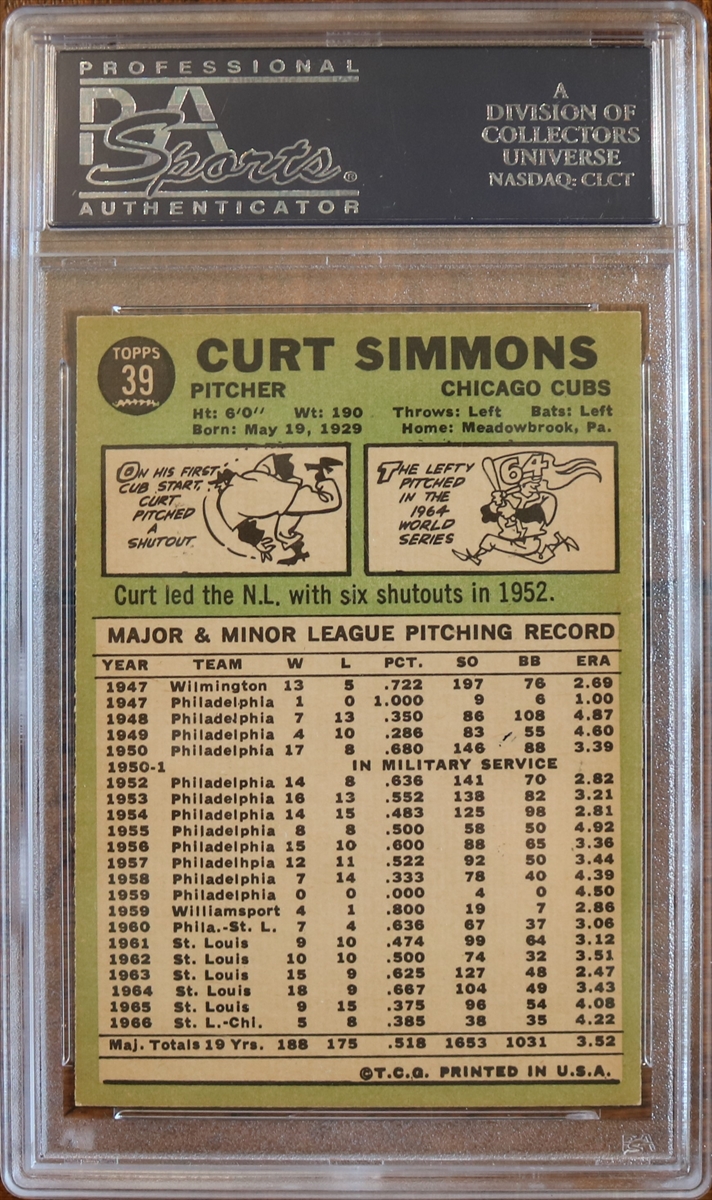 PROFESSIONAL
PSA
Sports®
AUTHENTICATOR
A
DIVISION OF
COLLECTORS
UNIVERSE
NASDAQ: CLCT
TOPPS
39
CURT SIMMONS
PITCHER CHICAGO CUBS
Ht: 6'0" Wt: 190 Throws: Left Bats: Left
Born: May 19, 1929 Home: Meadowbrook, Pa.
ON HIS FIRST
CUB START,
CURT
PITCHED
A
SHUTOUT.
THE LEFTY
PITCHED
IN THE
1964
WORLD
SERIES
64
Curt led the N.L. with six shutouts in 1952.
MAJOR & MINOR LEAGUE PITCHING RECORD
YEAR TEAM W L PCT. SO BB ERA
1947 Wilmington 13 5 .722 197 76 2.69
1947 Philadelphia 1 0 1.000 9 6 1.00
1948 Philadelphia 7 13 .350 86 108 4.87
1949 Philadelphia 4 10 .286 83 55 4.60
1950 Philadelphia 17 8 .680 146 88 3.39
1950-1 IN MILITARY SERVICE
1952 Philadelphia 14 8 .636 141 70 2.82
1953 Philadelphia 16 13 .552 138 82 3.21
1954 Philadelphia 14 15 .483 125 98 2.81
1955 Philadelphia 8 8 .500 58 50 4.92
1956 Philadelphia 15 10 .600 88 65 3.36
1957 Philadelhpia 12 11 .522 92 50 3.44
1958 Philadelphia 7 14 .333 78 40 4.39
1959 Philadelphia 0 0 .000 4 0 4.50
1959 Williamsport 4 1 .800 19 7 2.86
1960 Phila.-St. L. 7 4 .636 67 37 3.06
1961 St. Louis 9 10 .474 99 64 3.12
1962 St. Louis 10 10 .500 74 32 3.51
1963 St. Louis 15 9 .625 127 48 2.47
1964 St. Louis 18 9 .667 104 49 3.43
1965 St. Louis 9 15 .375 96 54 4.08
1966 St. L.-Chi. 5 8 .385 38 35 4.22
Maj. Totals 19 Yrs. 188 175 .518 1653 1031 3.52
©T.C.G. PRINTED IN U.S.A.
PSA